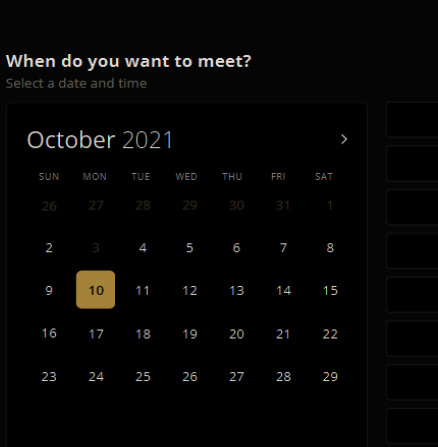 When do you want to meet?
Select a date and time
October 2021
SUN MON TUE WED THU FRI SAT
26 27 28 29 30 31 1
2 3 4 5 6 7 8
9 10 11 12 13 14 15
16 17 18 19 20 21 22
23 24 25 26 27 28 29